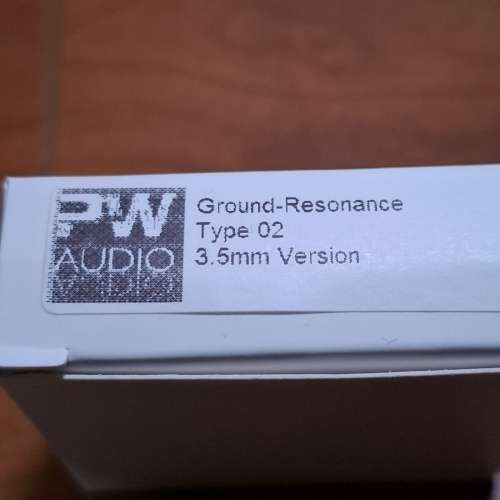 PW
AUDIO
Ground-Resonance
Type 02
3.5mm Version